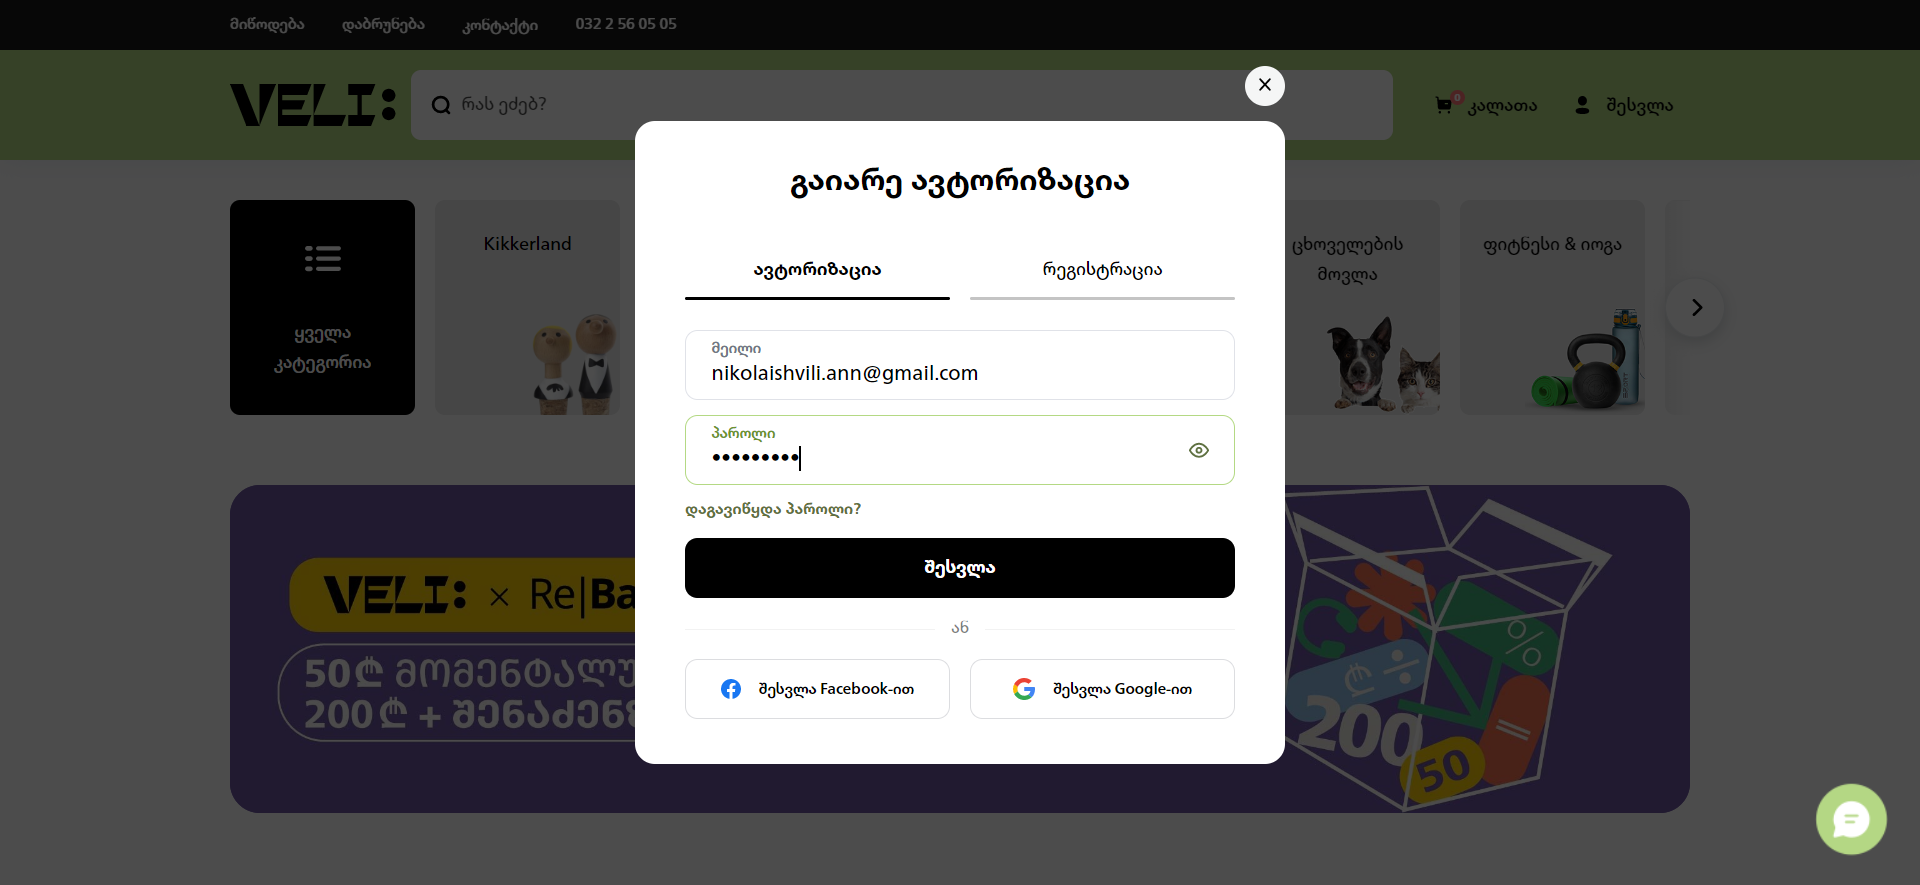 მიწოდება
დაბრუნება
კონტაქტი
032 2 56 05 05
VELI:
რას ეძებ?
0
კალათა
შესვლა
ყველა
კატეგორია
Kikkerland
ცხოველების
მოვლა
ფიტნესი & იოგა
გაიარე ავტორიზაცია
ავტორიზაცია
რეგისტრაცია
მეილი
nikolaishvili.ann@gmail.com
პაროლი
•••••••••
დაგავიწყდა პაროლი?
შესვლა
ან
შესვლა Facebook-ით
შესვლა Google-ით
VELI: × Re|Ba
50₾ მომენტალუ
200₾ + შენაძენ
%
₾ ÷
200
=
50